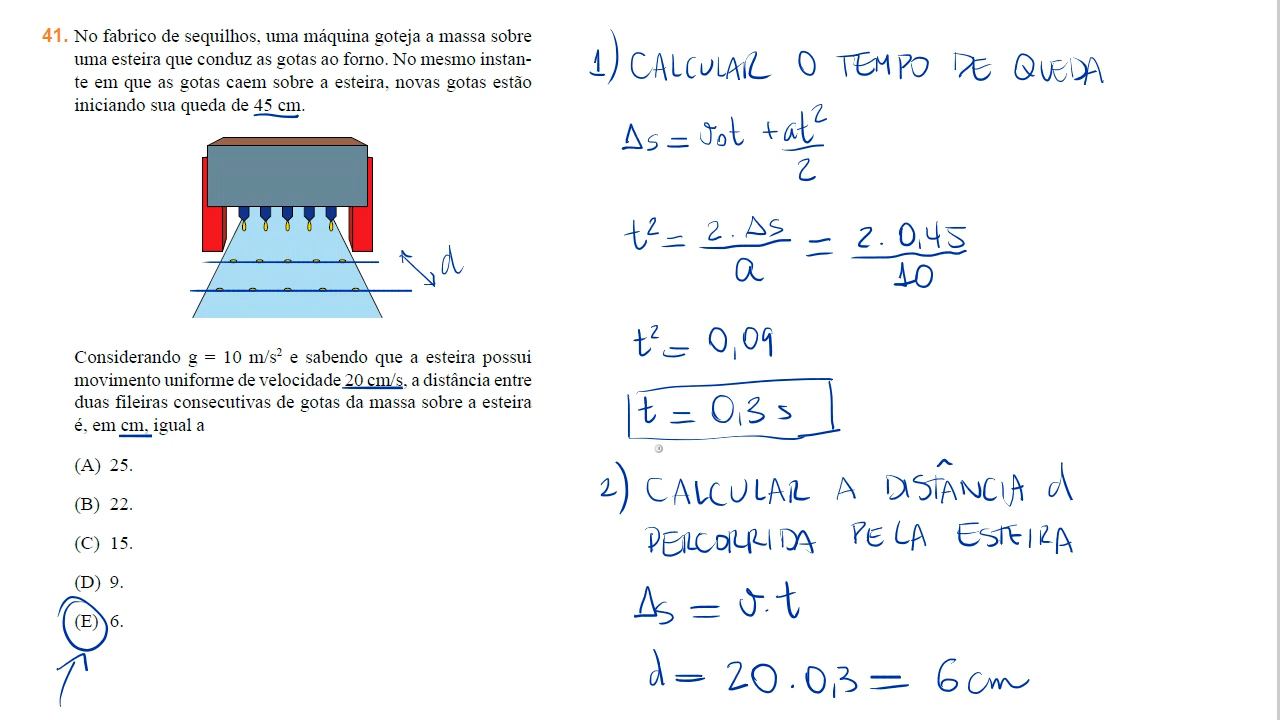 41. No fabrico de sequilhos, uma máquina goteja a massa sobre
uma esteira que conduz as gotas ao forno. No mesmo instan-
te em que as gotas caem sobre a esteira, novas gotas estão
iniciando sua queda de 45 cm.
d
Considerando g = 10 m/s² e sabendo que a esteira possui
movimento uniforme de velocidade 20 cm/s, a distância entre
duas fileiras consecutivas de gotas da massa sobre a esteira
é, em cm, igual a
(A) 25.
(B) 22.
(C) 15.
(D) 9.
(E) 6.
1) CALCULAR O TEMPO DE QUEDA
Δs = v₀t + at²/2
t² = 2.Δs/a = 2.0,45/10
t² = 0,09
t = 0,3 s
2) CALCULAR A DISTÂNCIA d
PERCORRIDA PELA ESTEIRA
Δs = v.t
d = 20.0,3 = 6 cm